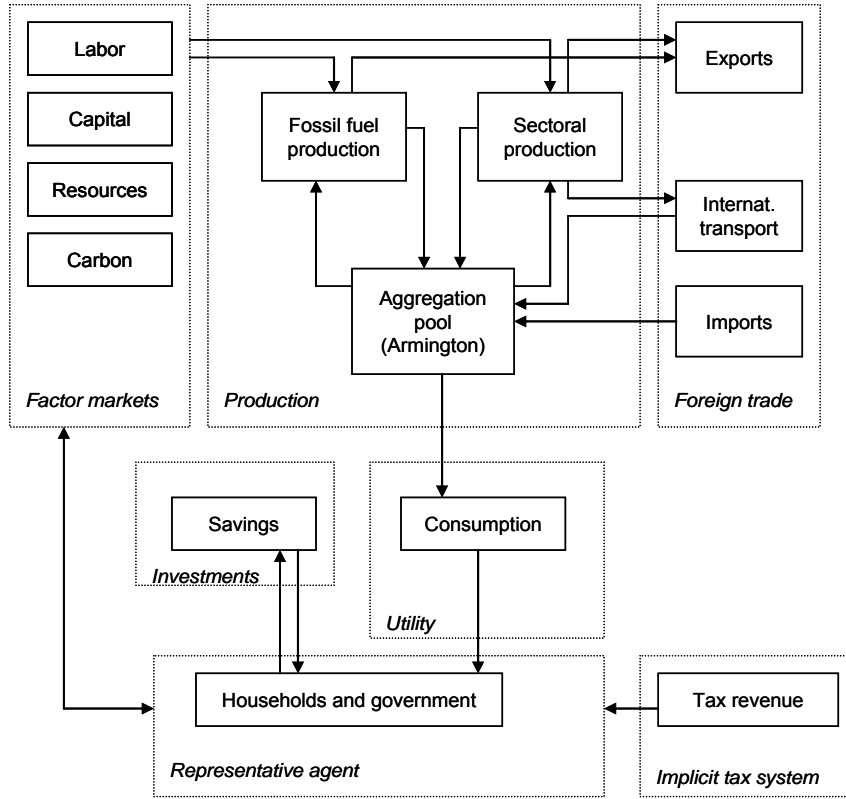 Labor
Capital
Resources
Carbon
Factor markets
Fossil fuel
production
Sectoral
production
Aggregation
pool
(Armington)
Production
Exports
Internat.
transport
Imports
Foreign trade
Savings
Investments
Consumption
Utility
Households and government
Representative agent
Tax revenue
Implicit tax system